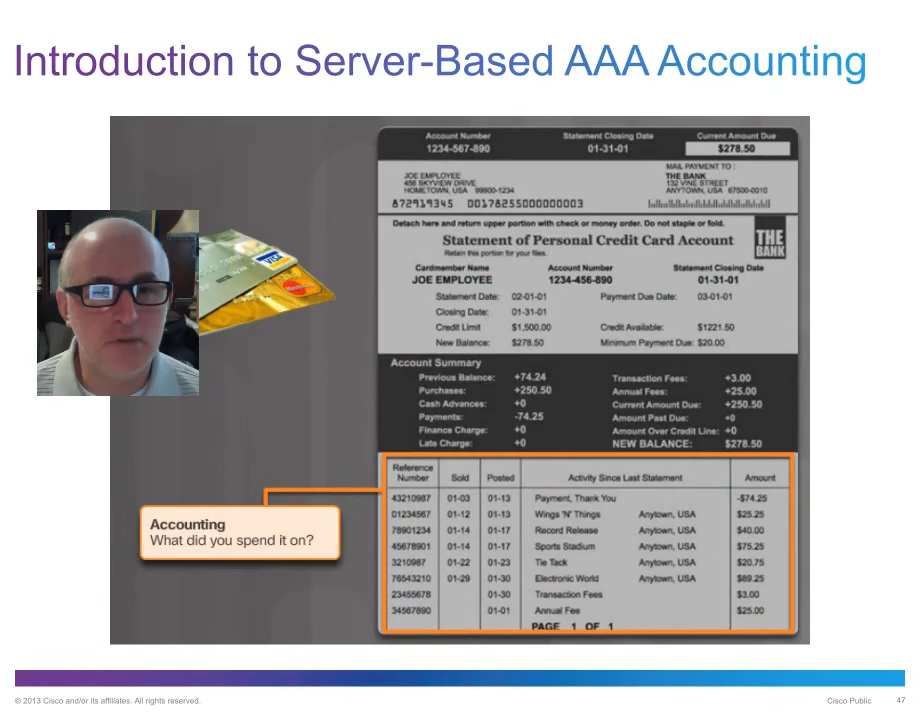 Introduction to Server-Based AAA Accounting
Account Number Statement Closing Date Current Amount Due
1234-567-890 01-31-01 $278.50
MAIL PAYMENT TO :
JOE EMPLOYEE THE BANK
456 SKYVIEW DRIVE 132 VINE STREET
HOMETOWN, USA 99900-1234 ANYTOWN, USA 67500-0010
872919345 00178255000000003
Detach here and return upper portion with check or money order. Do not staple or fold.
Statement of Personal Credit Card Account
THE BANK
Retain this portion for your files.
Cardmember Name Account Number Statement Closing Date
JOE EMPLOYEE 1234-456-890 01-31-01
Statement Date: 02-01-01 Payment Due Date: 03-01-01
Closing Date: 01-31-01
Credit Limit $1,500.00 Credit Available: $1221.50
New Balance: $278.50 Minimum Payment Due: $20.00
Account Summary
Previous Balance: +74.24 Transaction Fees: +3.00
Purchases: +250.50 Annual Fees: +25.00
Cash Advances: +0 Current Amount Due: +250.50
Payments: -74.25 Amount Past Due: +0
Finance Charge: +0 Amount Over Credit Line: +0
Late Charge: +0 NEW BALANCE: $278.50
Reference Number Sold Posted Activity Since Last Statement Amount
43210987 01-03 01-13 Payment, Thank You -$74.25
01234567 01-12 01-13 Wings 'N' Things Anytown, USA $25.25
78901234 01-14 01-17 Record Release Anytown, USA $40.00
45678901 01-14 01-17 Sports Stadium Anytown, USA $75.25
3210987 01-22 01-23 Tie Tack Anytown, USA $20.75
76543210 01-29 01-30 Electronic World Anytown, USA $89.25
23455678 01-30 Transaction Fees $3.00
34567890 01-01 Annual Fee $25.00
PAGE 1 OF 1
VISA
Accounting
What did you spend it on?
© 2013 Cisco and/or its affiliates. All rights reserved. Cisco Public 47